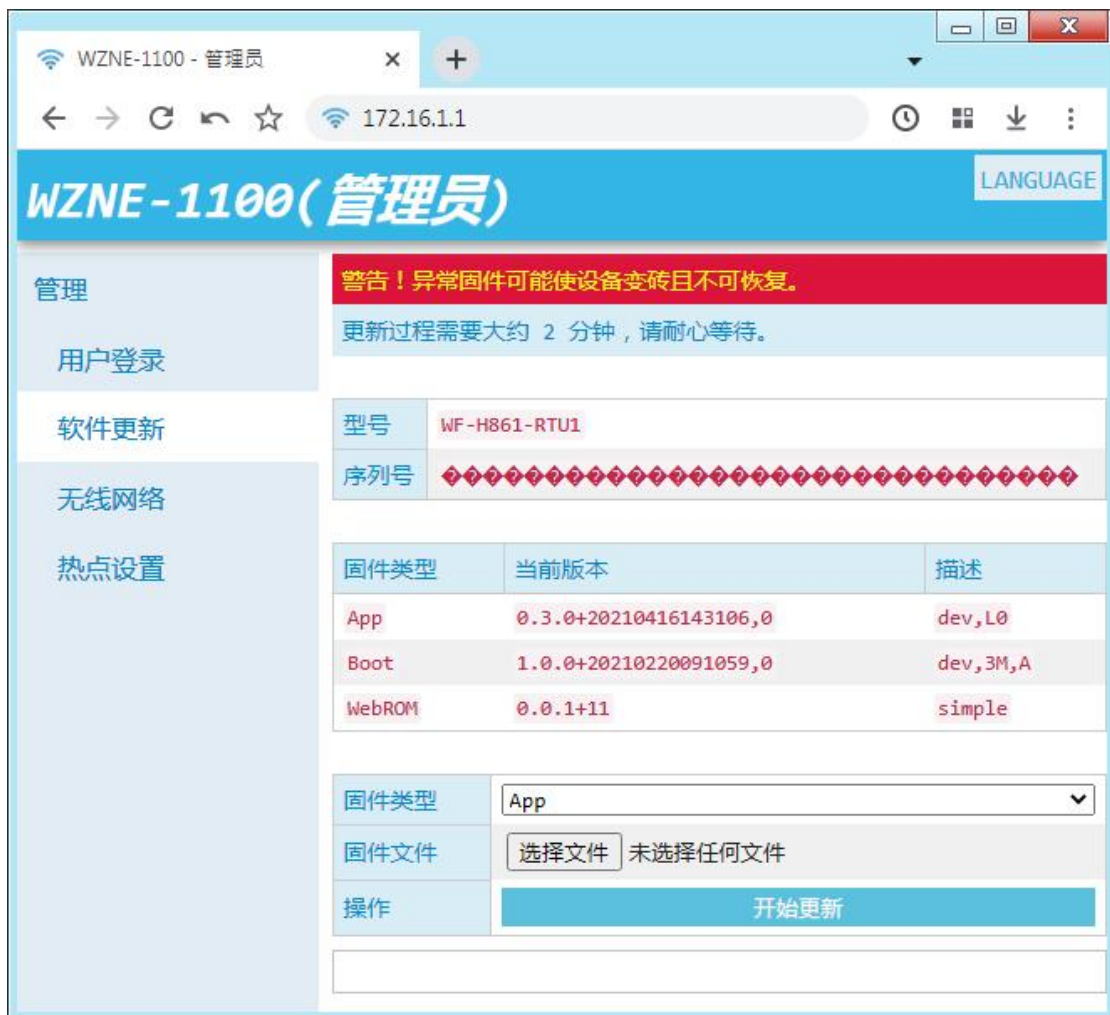 WZNE-1100 - 管理员
172.16.1.1
WZNE-1100(管理员)
LANGUAGE
管理
用户登录
软件更新
无线网络
热点设置
警告！异常固件可能使设备变砖且不可恢复。
更新过程需要大约 2 分钟，请耐心等待。
型号 WF-H861-RTU1
序列号 �������������������������������
固件类型 当前版本 描述
App 0.3.0+20210416143106,0 dev,L0
Boot 1.0.0+20210220091059,0 dev,3M,A
WebROM 0.0.1+11 simple
固件类型 App
固件文件 选择文件 未选择任何文件
操作 开始更新